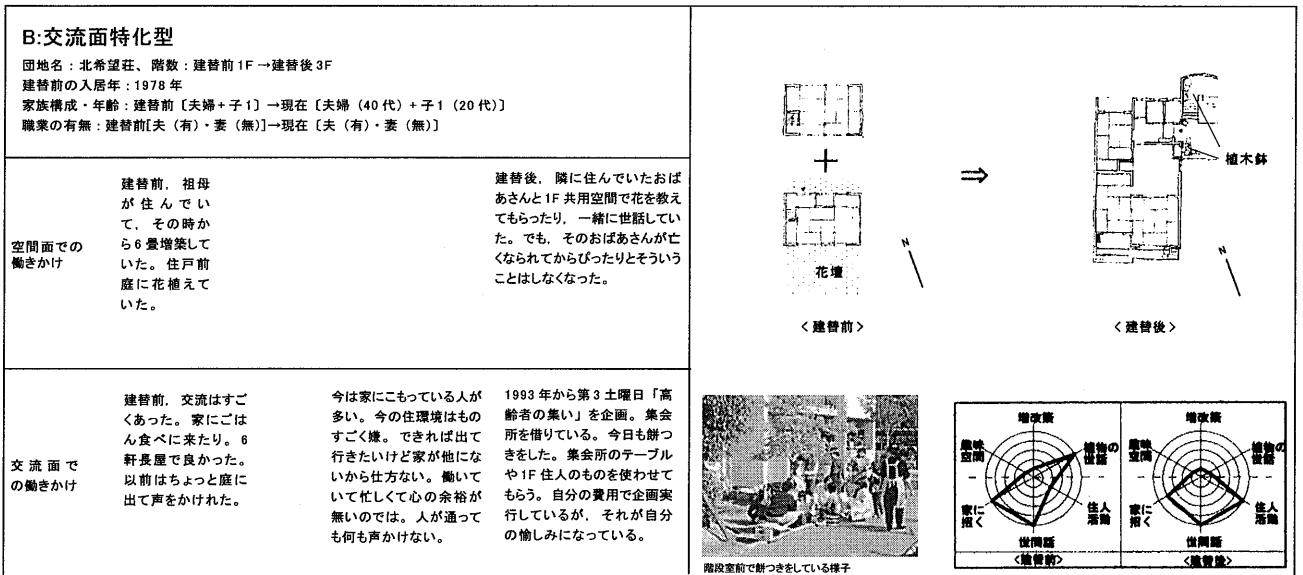 B:交流面特化型
団地名：北希望荘、階数：建替前1F→建替後3F
建替前の入居年：1978年
家族構成・年齢：建替前〔夫婦+子1〕→現在〔夫婦（40代）+子1（20代）〕
職業の有無：建替前[夫（有）・妻（無)]→現在〔夫（有）・妻（無)〕
空間面での
働きかけ
建替前，祖母
が住んでい
て，その時か
ら6畳増築して
いた。住戸前
庭に花植えて
いた。
建替後，隣に住んでいたおば
あさんと1F共用空間で花を教え
てもらったり，一緒に世話してい
た。でも，そのおばあさんが亡
くなられてからぴったりとそういう
ことはしなくなった。
交流面で
の働きかけ
建替前，交流はすご
くあった。家にごは
ん食べに来たり。6
軒長屋で良かった。
以前はちょっと庭に
出て声をかけれた。
今は家にこもっている人が
多い。今の住環境はもの
すごく嫌。できれば出て
行きたいけど家が他にな
いから仕方ない。働いて
いて忙しくて心の余裕が
無いのでは。人が通って
も何も声かけない。
1993年から第3土曜日「高
齢者の集い」を企画。集会
所を借りている。今日も餅つ
きをした。集会所のテーブル
や1F住人のものを使わせて
もらう。自分の費用で企画実
行しているが，それが自分
の愉しみになっている。
+
花壇
N
<建替前>
⇒
植木鉢
N
<建替後>
階段室前で餅つきをしている様子
増改築
趣味
空間
植物の
世話
家に
招く
住人
活動
世間話
<建替前>
増改築
趣味
空間
植物の
世話
家に
招く
住人
活動
世間話
<建替後>